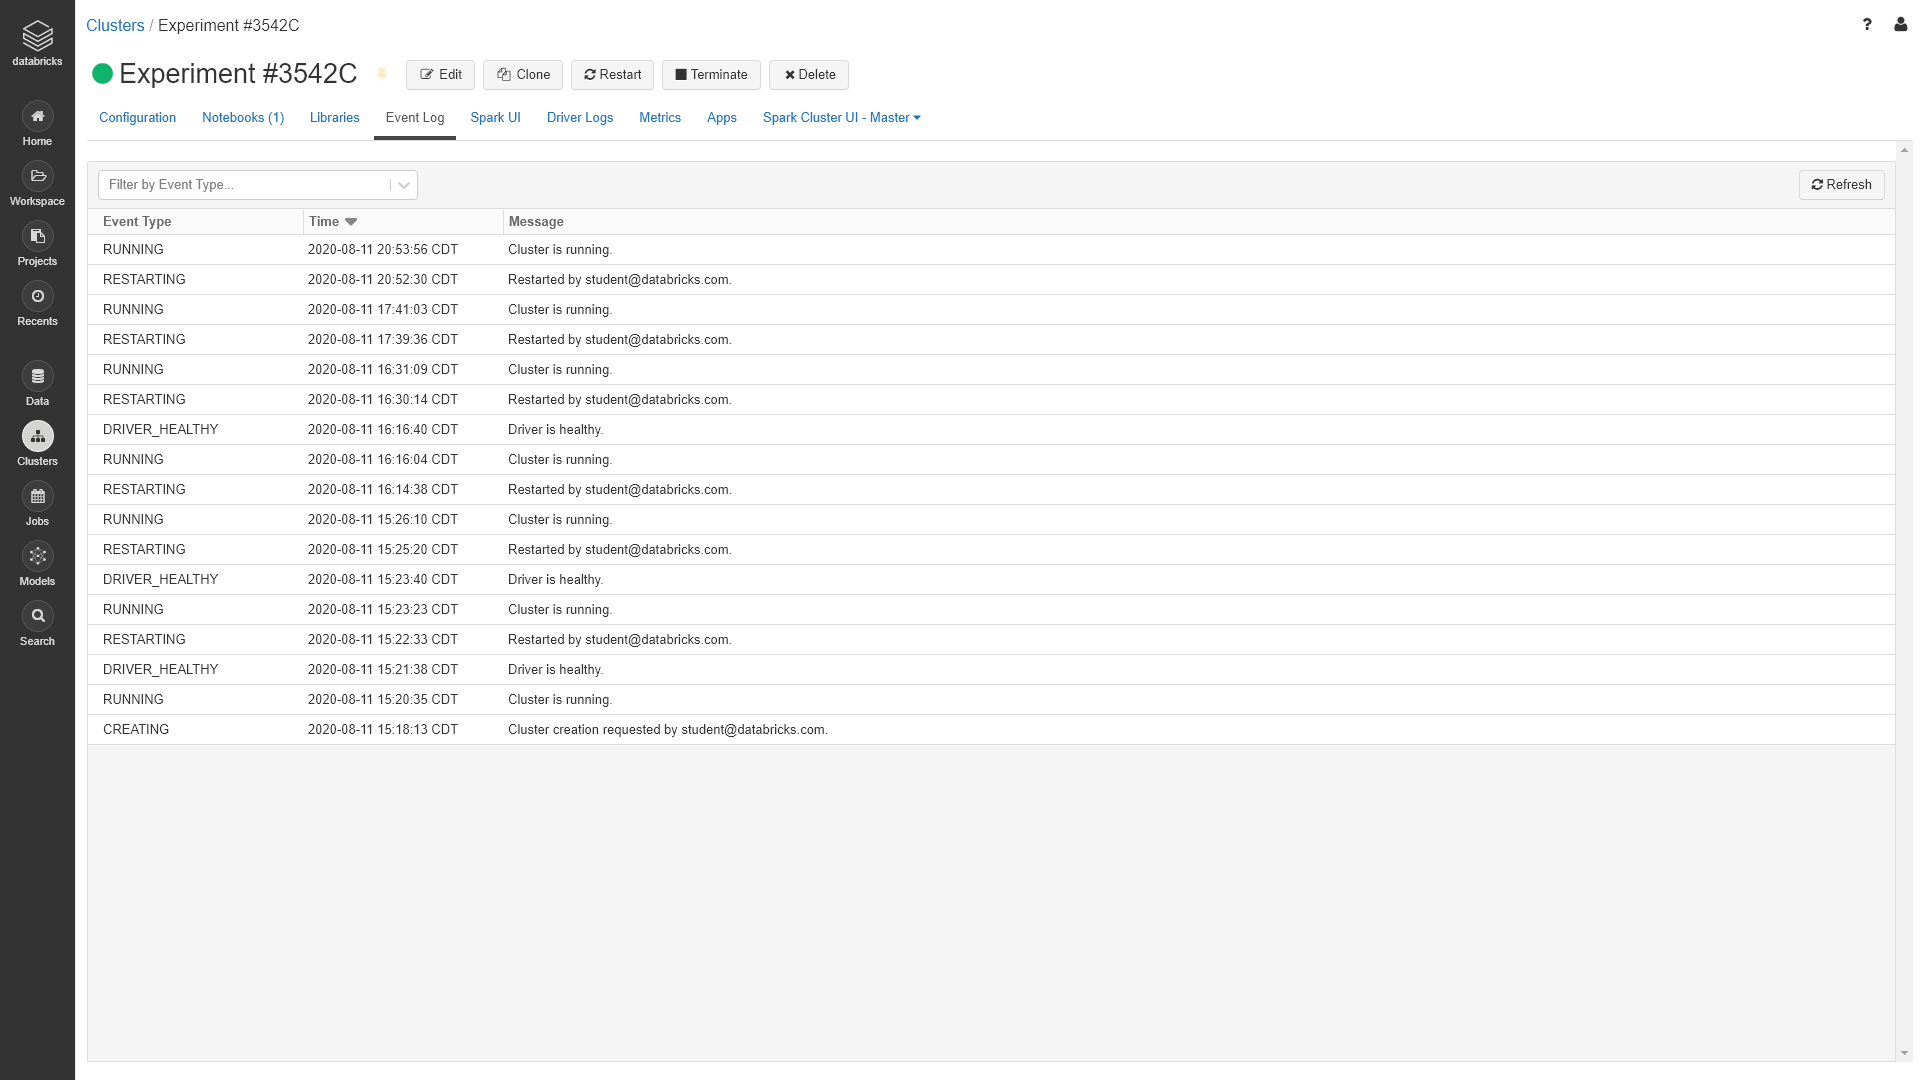 databricks
Home
Workspace
Projects
Recents
Data
Clusters
Jobs
Models
Search
Clusters / Experiment #3542C
?
Experiment #3542C Edit Clone Restart Terminate Delete
Configuration Notebooks (1) Libraries Event Log Spark UI Driver Logs Metrics Apps Spark Cluster UI - Master
Filter by Event Type... Refresh
Event Type Time Message
RUNNING 2020-08-11 20:53:56 CDT Cluster is running.
RESTARTING 2020-08-11 20:52:30 CDT Restarted by student@databricks.com.
RUNNING 2020-08-11 17:41:03 CDT Cluster is running.
RESTARTING 2020-08-11 17:39:36 CDT Restarted by student@databricks.com.
RUNNING 2020-08-11 16:31:09 CDT Cluster is running.
RESTARTING 2020-08-11 16:30:14 CDT Restarted by student@databricks.com.
DRIVER_HEALTHY 2020-08-11 16:16:40 CDT Driver is healthy.
RUNNING 2020-08-11 16:16:04 CDT Cluster is running.
RESTARTING 2020-08-11 16:14:38 CDT Restarted by student@databricks.com.
RUNNING 2020-08-11 15:26:10 CDT Cluster is running.
RESTARTING 2020-08-11 15:25:20 CDT Restarted by student@databricks.com.
DRIVER_HEALTHY 2020-08-11 15:23:40 CDT Driver is healthy.
RUNNING 2020-08-11 15:23:23 CDT Cluster is running.
RESTARTING 2020-08-11 15:22:33 CDT Restarted by student@databricks.com.
DRIVER_HEALTHY 2020-08-11 15:21:38 CDT Driver is healthy.
RUNNING 2020-08-11 15:20:35 CDT Cluster is running.
CREATING 2020-08-11 15:18:13 CDT Cluster creation requested by student@databricks.com.